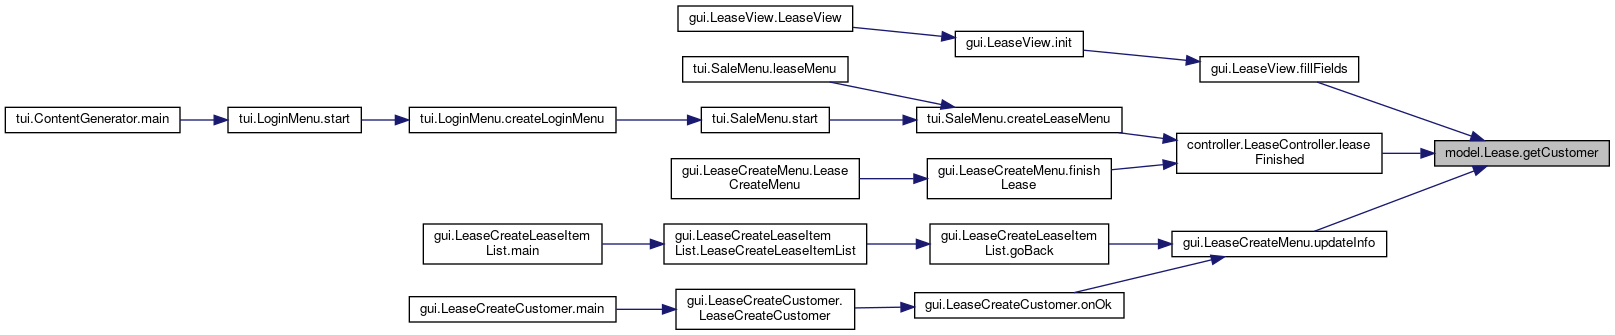 gui.LeaseView.LeaseView
gui.LeaseView.init
gui.LeaseView.fillFields
tui.SaleMenu.leaseMenu
tui.ContentGenerator.main
tui.LoginMenu.start
tui.LoginMenu.createLoginMenu
tui.SaleMenu.start
tui.SaleMenu.createLeaseMenu
controller.LeaseController.lease
Finished
model.Lease.getCustomer
gui.LeaseCreateMenu.Lease
CreateMenu
gui.LeaseCreateMenu.finish
Lease
gui.LeaseCreateLeaseItem
List.main
gui.LeaseCreateLeaseItem
List.LeaseCreateLeaseItemList
gui.LeaseCreateLeaseItem
List.goBack
gui.LeaseCreateMenu.updateInfo
gui.LeaseCreateCustomer.main
gui.LeaseCreateCustomer.
LeaseCreateCustomer
gui.LeaseCreateCustomer.onOk